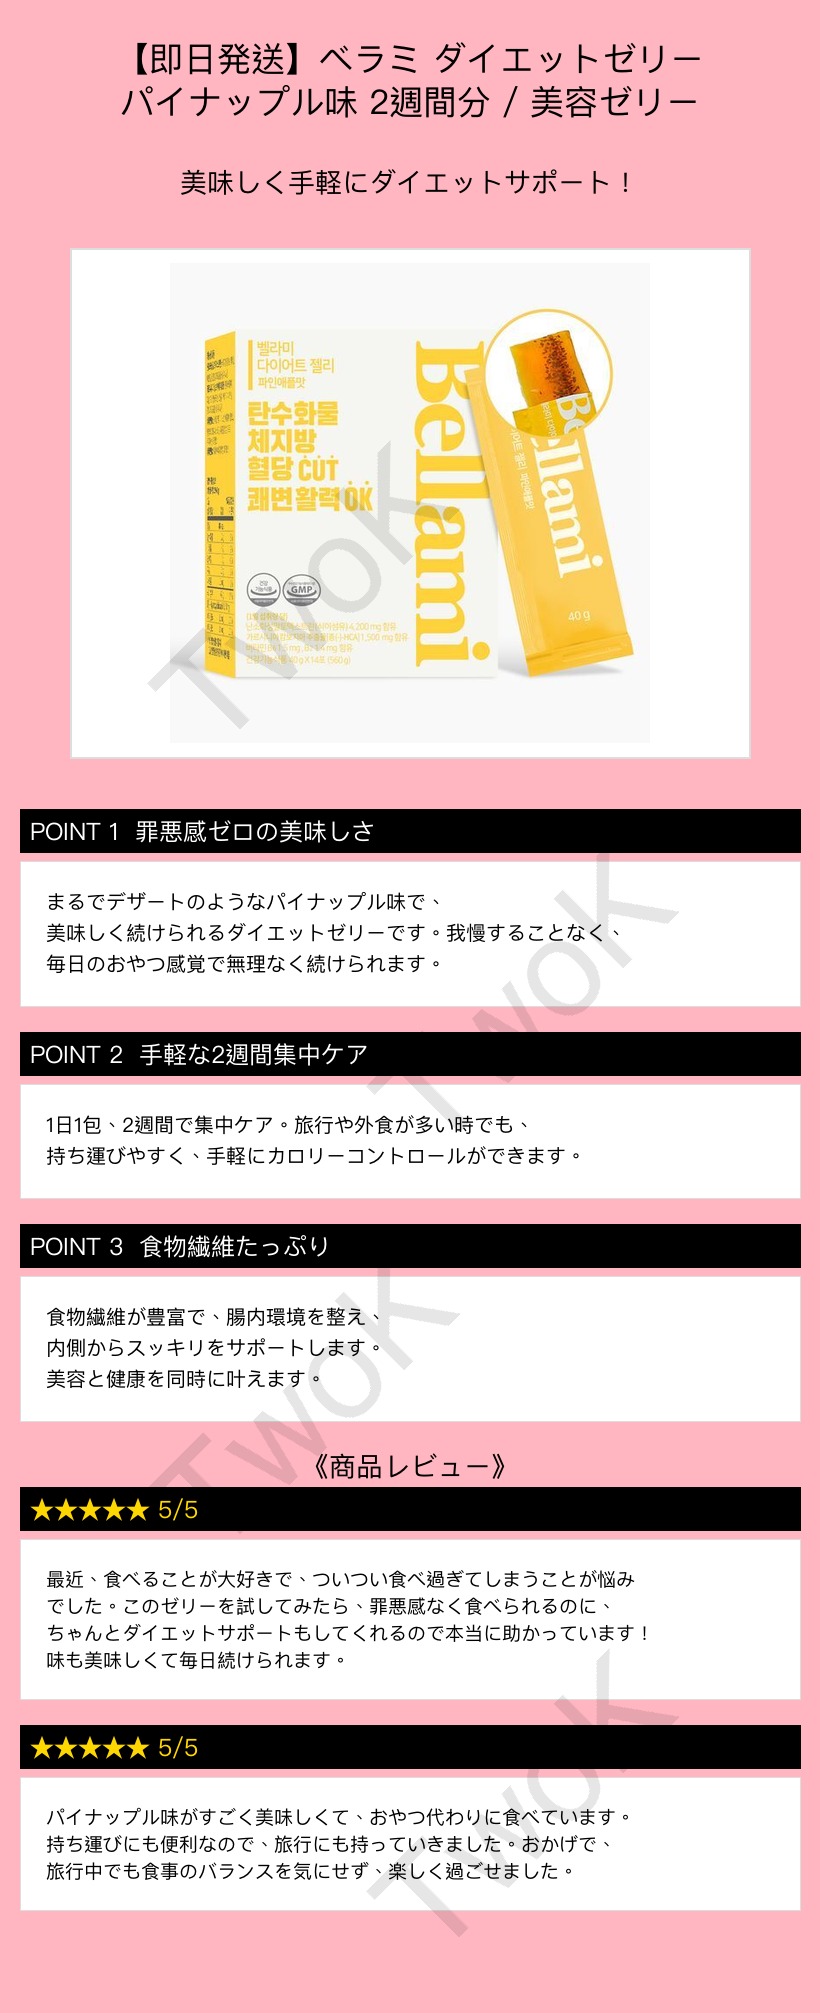 【即日発送】ベラミ ダイエットゼリー
パイナップル味 2週間分 / 美容ゼリー
美味しく手軽にダイエットサポート！
벨라미
다이어트 젤리
파인애플맛
탄수화물
체지방
혈당 CUT
쾌변 활력 OK
건강
기능식품
GMP
Bellami
Bellami
40 g
TwoK
POINT 1 罪悪感ゼロの美味しさ
まるでデザートのようなパイナップル味で、
美味しく続けられるダイエットゼリーです。我慢することなく、
毎日のおやつ感覚で無理なく続けられます。
TwoK
POINT 2 手軽な2週間集中ケア
1日1包、2週間で集中ケア。旅行や外食が多い時でも、
持ち運びやすく、手軽にカロリーコントロールができます。
POINT 3 食物繊維たっぷり
食物繊維が豊富で、腸内環境を整え、
内側からスッキリをサポートします。
美容と健康を同時に叶えます。
TwoK
《商品レビュー》
★★★★★ 5/5
最近、食べることが大好きで、ついつい食べ過ぎてしまうことが悩み
でした。このゼリーを試してみたら、罪悪感なく食べられるのに、
ちゃんとダイエットサポートもしてくれるので本当に助かっています！
味も美味しくて毎日続けられます。
★★★★★ 5/5
パイナップル味がすごく美味しくて、おやつ代わりに食べています。
持ち運びにも便利なので、旅行にも持っていきました。おかげで、
旅行中でも食事のバランスを気にせず、楽しく過ごせました。
TwoK